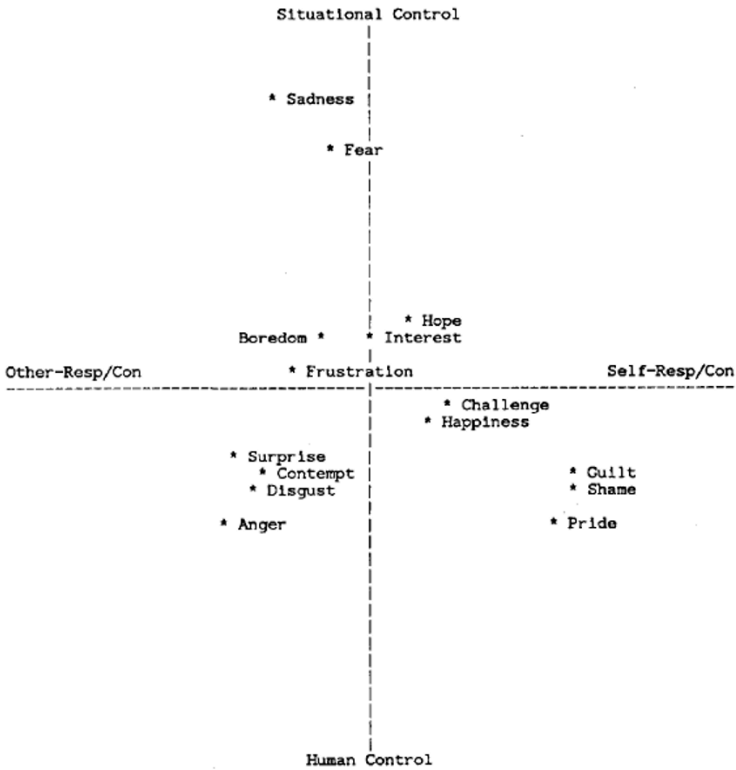 Situational Control
* Sadness
* Fear
* Hope
Boredom * * Interest
Other-Resp/Con * Frustration Self-Resp/Con
* Challenge
* Happiness
* Surprise
* Contempt * Guilt
* Disgust * Shame
* Anger * Pride
Human Control